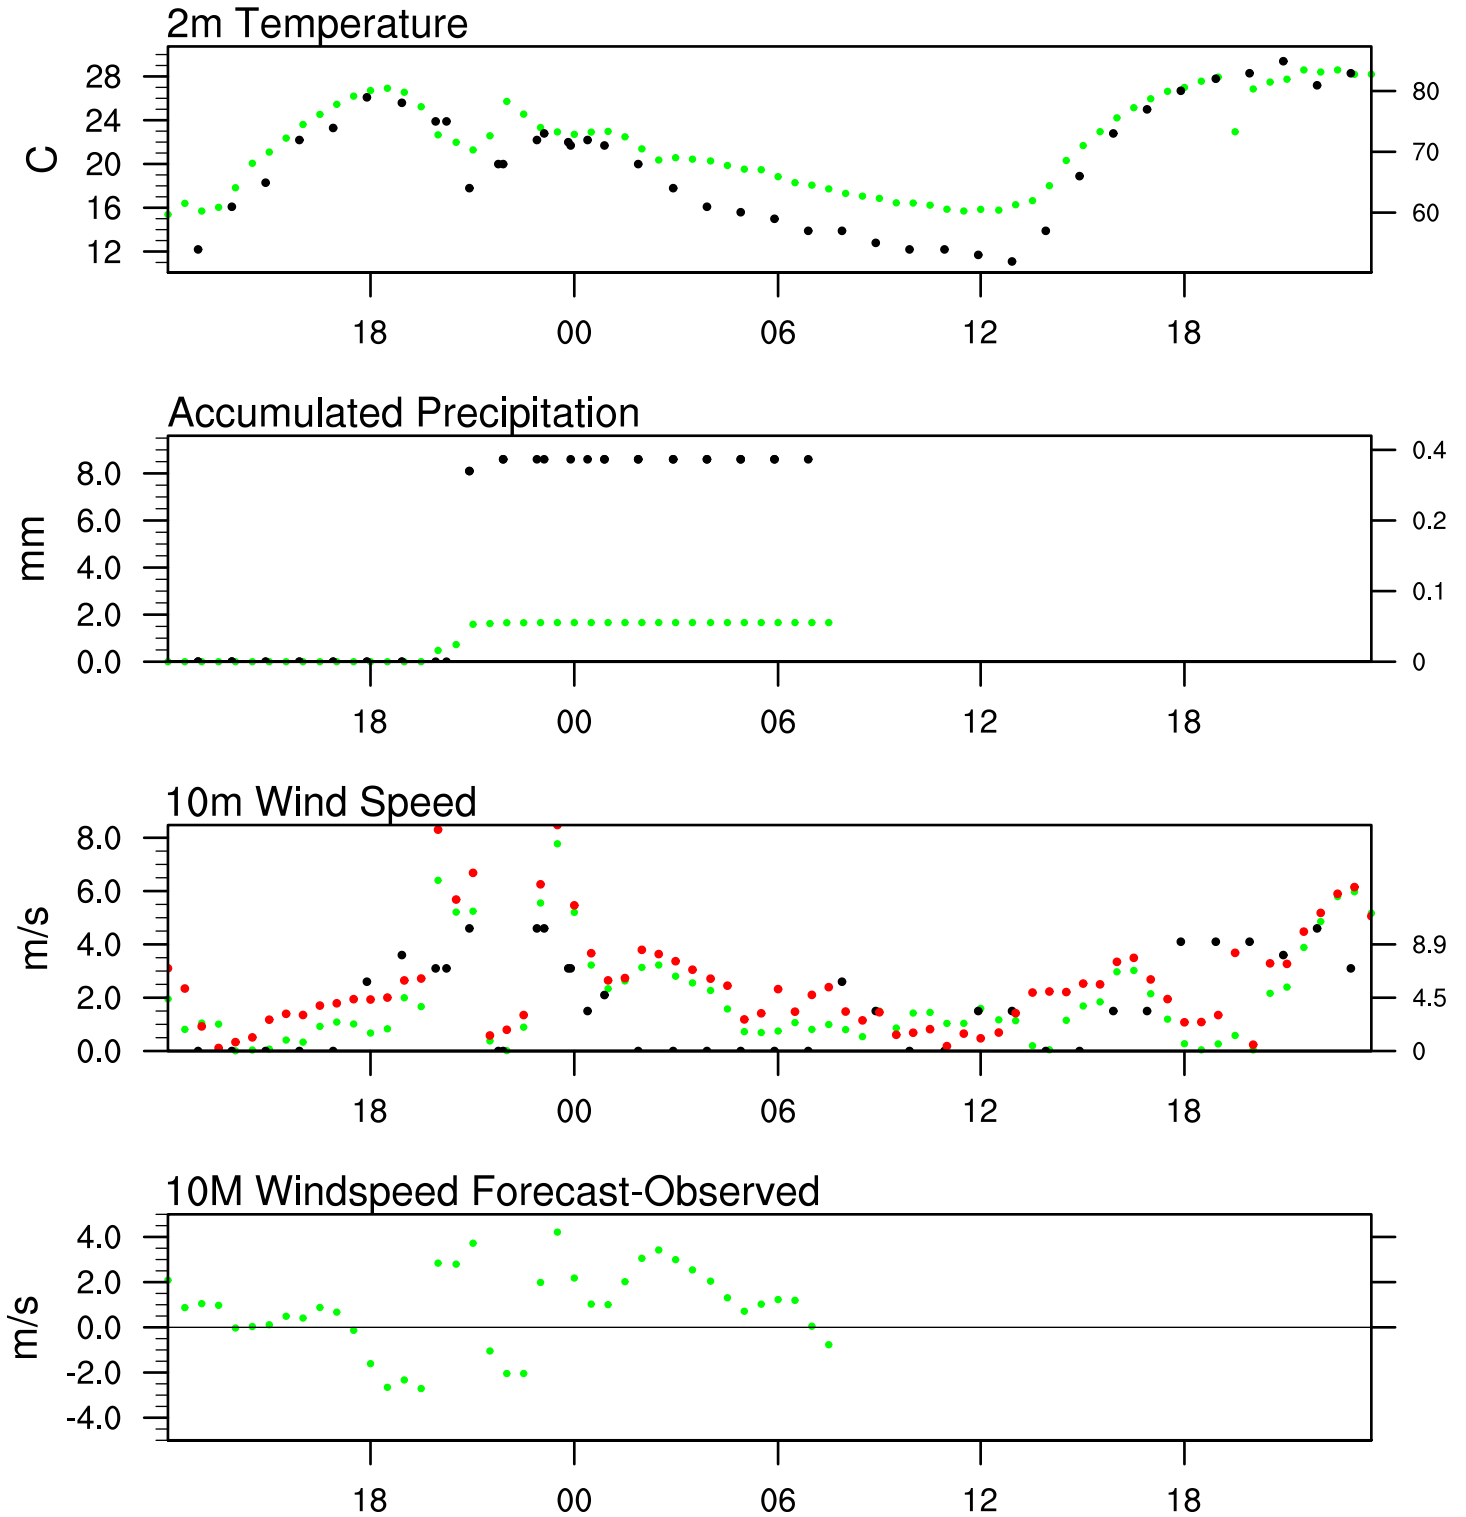 2m Temperature
28
24
20
16
12
C
80
70
60
18 00 06 12 18
Accumulated Precipitation
8.0
6.0
4.0
2.0
0.0
mm
0.4
0.2
0.1
0
18 00 06 12 18
10m Wind Speed
8.0
6.0
4.0
2.0
0.0
m/s
8.9
4.5
0
18 00 06 12 18
10M Windspeed Forecast-Observed
4.0
2.0
0.0
-2.0
-4.0
m/s
18 00 06 12 18